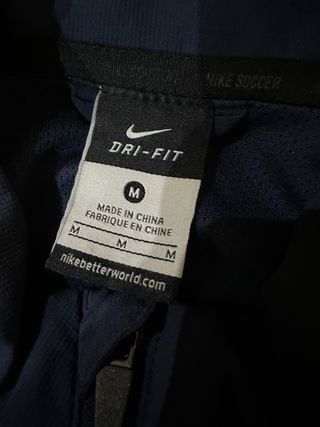 NIKE SOCCER
DRI-FIT
M
MADE IN CHINA
FABRIQUE EN CHINE
M M M
nikebetterworld.com